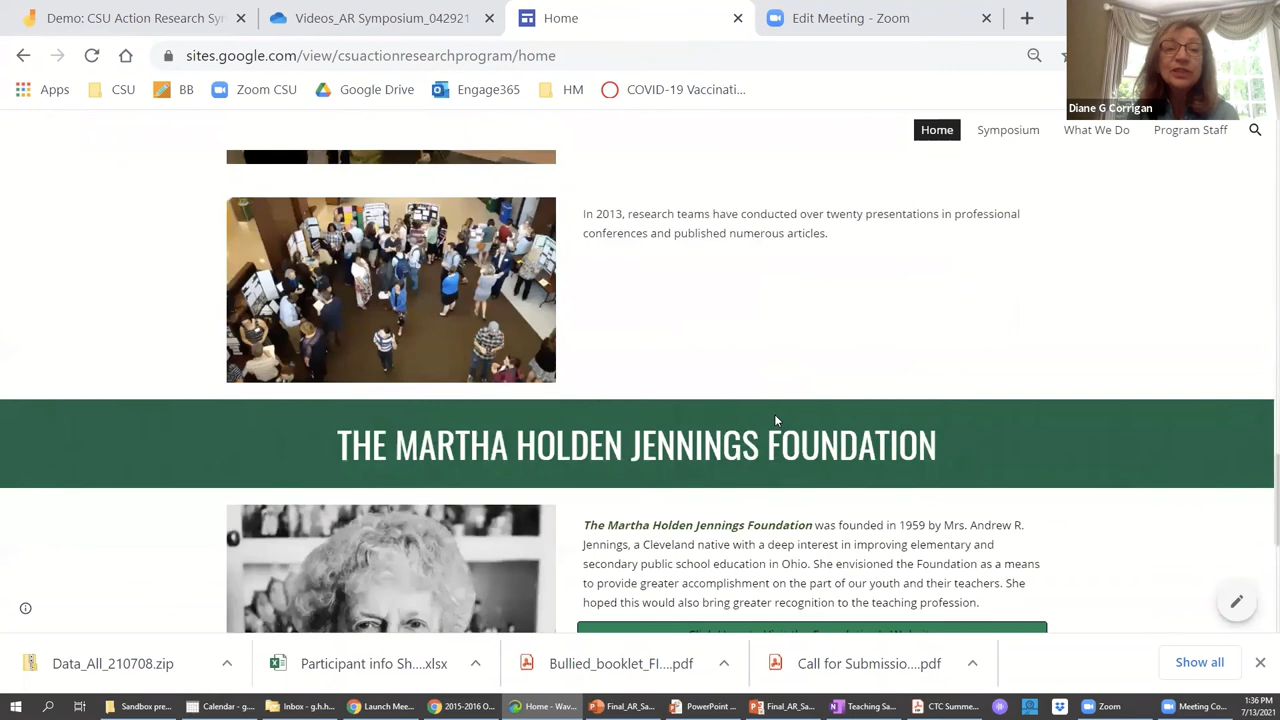 Demo: CSU Action Research Syr
Videos_AR Symposium_042921
Home
Edit Meeting - Zoom
sites.google.com/view/csuactionresearchprogram/home
Apps
CSU
BB
Zoom CSU
Google Drive
Engage365
HM
COVID-19 Vaccinati...
Diane G Corrigan
Home
Symposium
What We Do
Program Staff
In 2013, research teams have conducted over twenty presentations in professional
conferences and published numerous articles.
THE MARTHA HOLDEN JENNINGS FOUNDATION
The Martha Holden Jennings Foundation was founded in 1959 by Mrs. Andrew R.
Jennings, a Cleveland native with a deep interest in improving elementary and
secondary public school education in Ohio. She envisioned the Foundation as a means
to provide greater accomplishment on the part of our youth and their teachers. She
hoped this would also bring greater recognition to the teaching profession.
Data_All_210708.zip
Participant info Sh....xlsx
Bullied_booklet_FI....pdf
Call for Submissio....pdf
Show all
Sandbox pre...
Calendar - g...
Inbox - g.h.h...
Launch Mee...
2015-2016 O...
Home - Wav...
Final_AR_Sa...
PowerPoint ...
Final_AR_Sa...
Teaching Sa...
CTC Summe...
Zoom
Meeting Co...
1:36 PM
7/13/2021